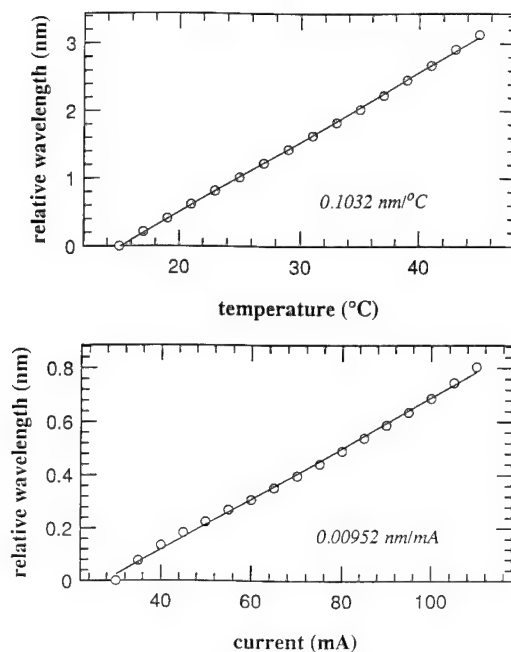 3
2
1
0
relative wavelength (nm)
0.1032 nm/°C
20
30
40
temperature (°C)
0.8
0.6
0.4
0.2
0
relative wavelength (nm)
0.00952 nm/mA
40
60
80
100
current (mA)